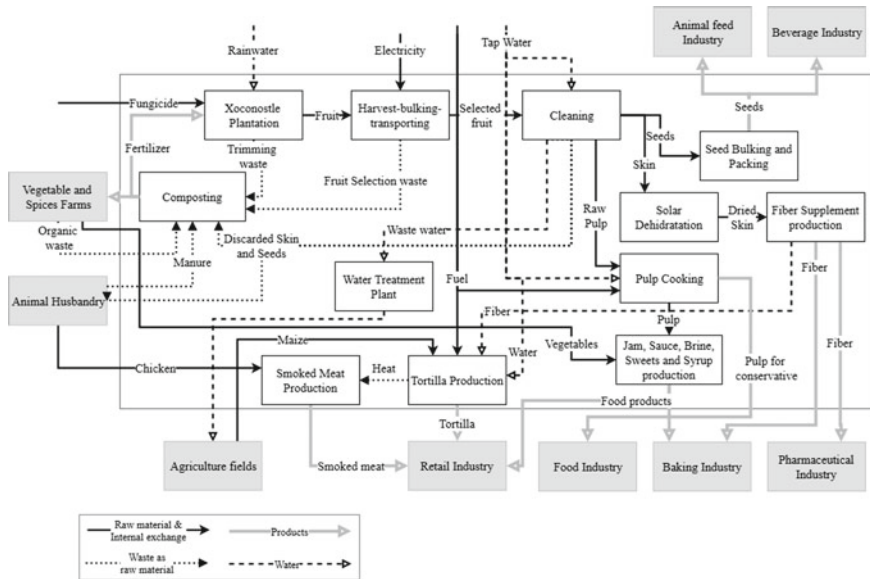 Animal feed
Industry
Beverage Industry
Rainwater
Electricity
Tap Water
Seeds
Fungicide
Xoconostle
Plantation
Fruit
Harvest-bulking-
transporting
Selected
fruit
Cleaning
Seeds
Skin
Seed Bulking and
Packing
Fertilizer
Trimming
waste
Fruit Selection waste
Vegetable and
Spices Farms
Composting
Raw
Pulp
Solar
Dehidratation
Dried
Skin
Fiber Supplement
production
Organic
waste
Manure
Discarded Skin
and Seeds
Waste water
Water Treatment
Plant
Fuel
Pulp Cooking
Fiber
Animal Husbandry
Fiber
Pulp
Maize
Water
Vegetables
Jam, Sauce, Brine,
Sweets and Syrup
production
Pulp for
conservative
Fiber
Chicken
Smoked Meat
Production
Heat
Tortilla Production
Food products
Tortilla
Agriculture fields
Smoked meat
Retail Industry
Food Industry
Baking Industry
Pharmaceutical
Industry
Raw material &
Internal exchange
Products
Waste as
raw material
Water